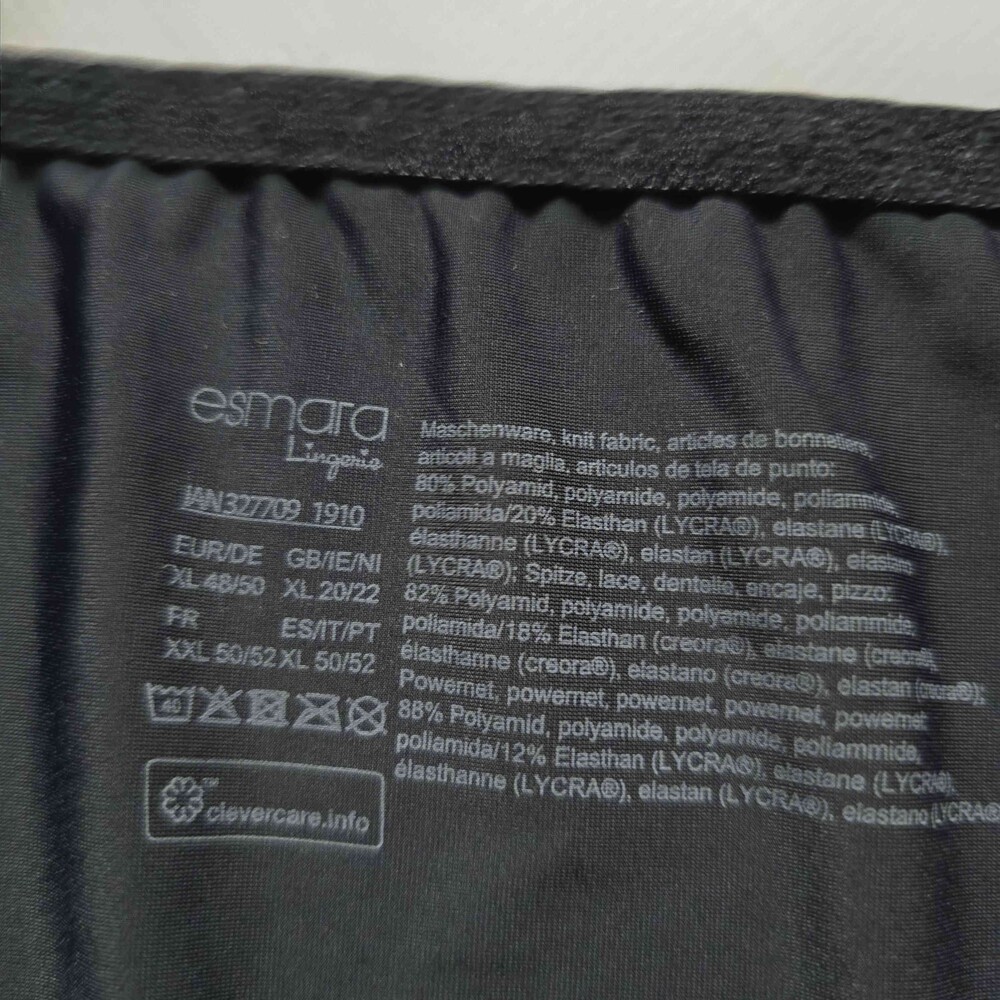 esmara
Lingerie
IAN 327709 1910
EUR/DE GB/IE/NI
XL 48/50 XL 20/22
FR ES/IT/PT
XXL 50/52 XL 50/52
40
clevercare.info
™
Maschenware, knit fabric, articles de bonneterie,
articoli a maglia, artículos de tela de punto:
80% Polyamid, polyamide, polyamide, poliammide,
poliamida/20% Elasthan (LYCRA®), elastane (LYCRA®),
élasthanne (LYCRA®), elastan (LYCRA®), elastano
(LYCRA®); Spitze, lace, dentelle, encaje, pizzo:
82% Polyamid, polyamide, polyamide, poliammide,
poliamida/18% Elasthan (creora®), elastane (creora®),
élasthanne (creora®), elastano (creora®), elastan (creora®);
Powernet, powernet, powernet, powernet, powernet
88% Polyamid, polyamide, polyamide, poliammide,
poliamida/12% Elasthan (LYCRA®), elastane (LYCRA®),
élasthanne (LYCRA®), elastan (LYCRA®), elastano (LYCRA®